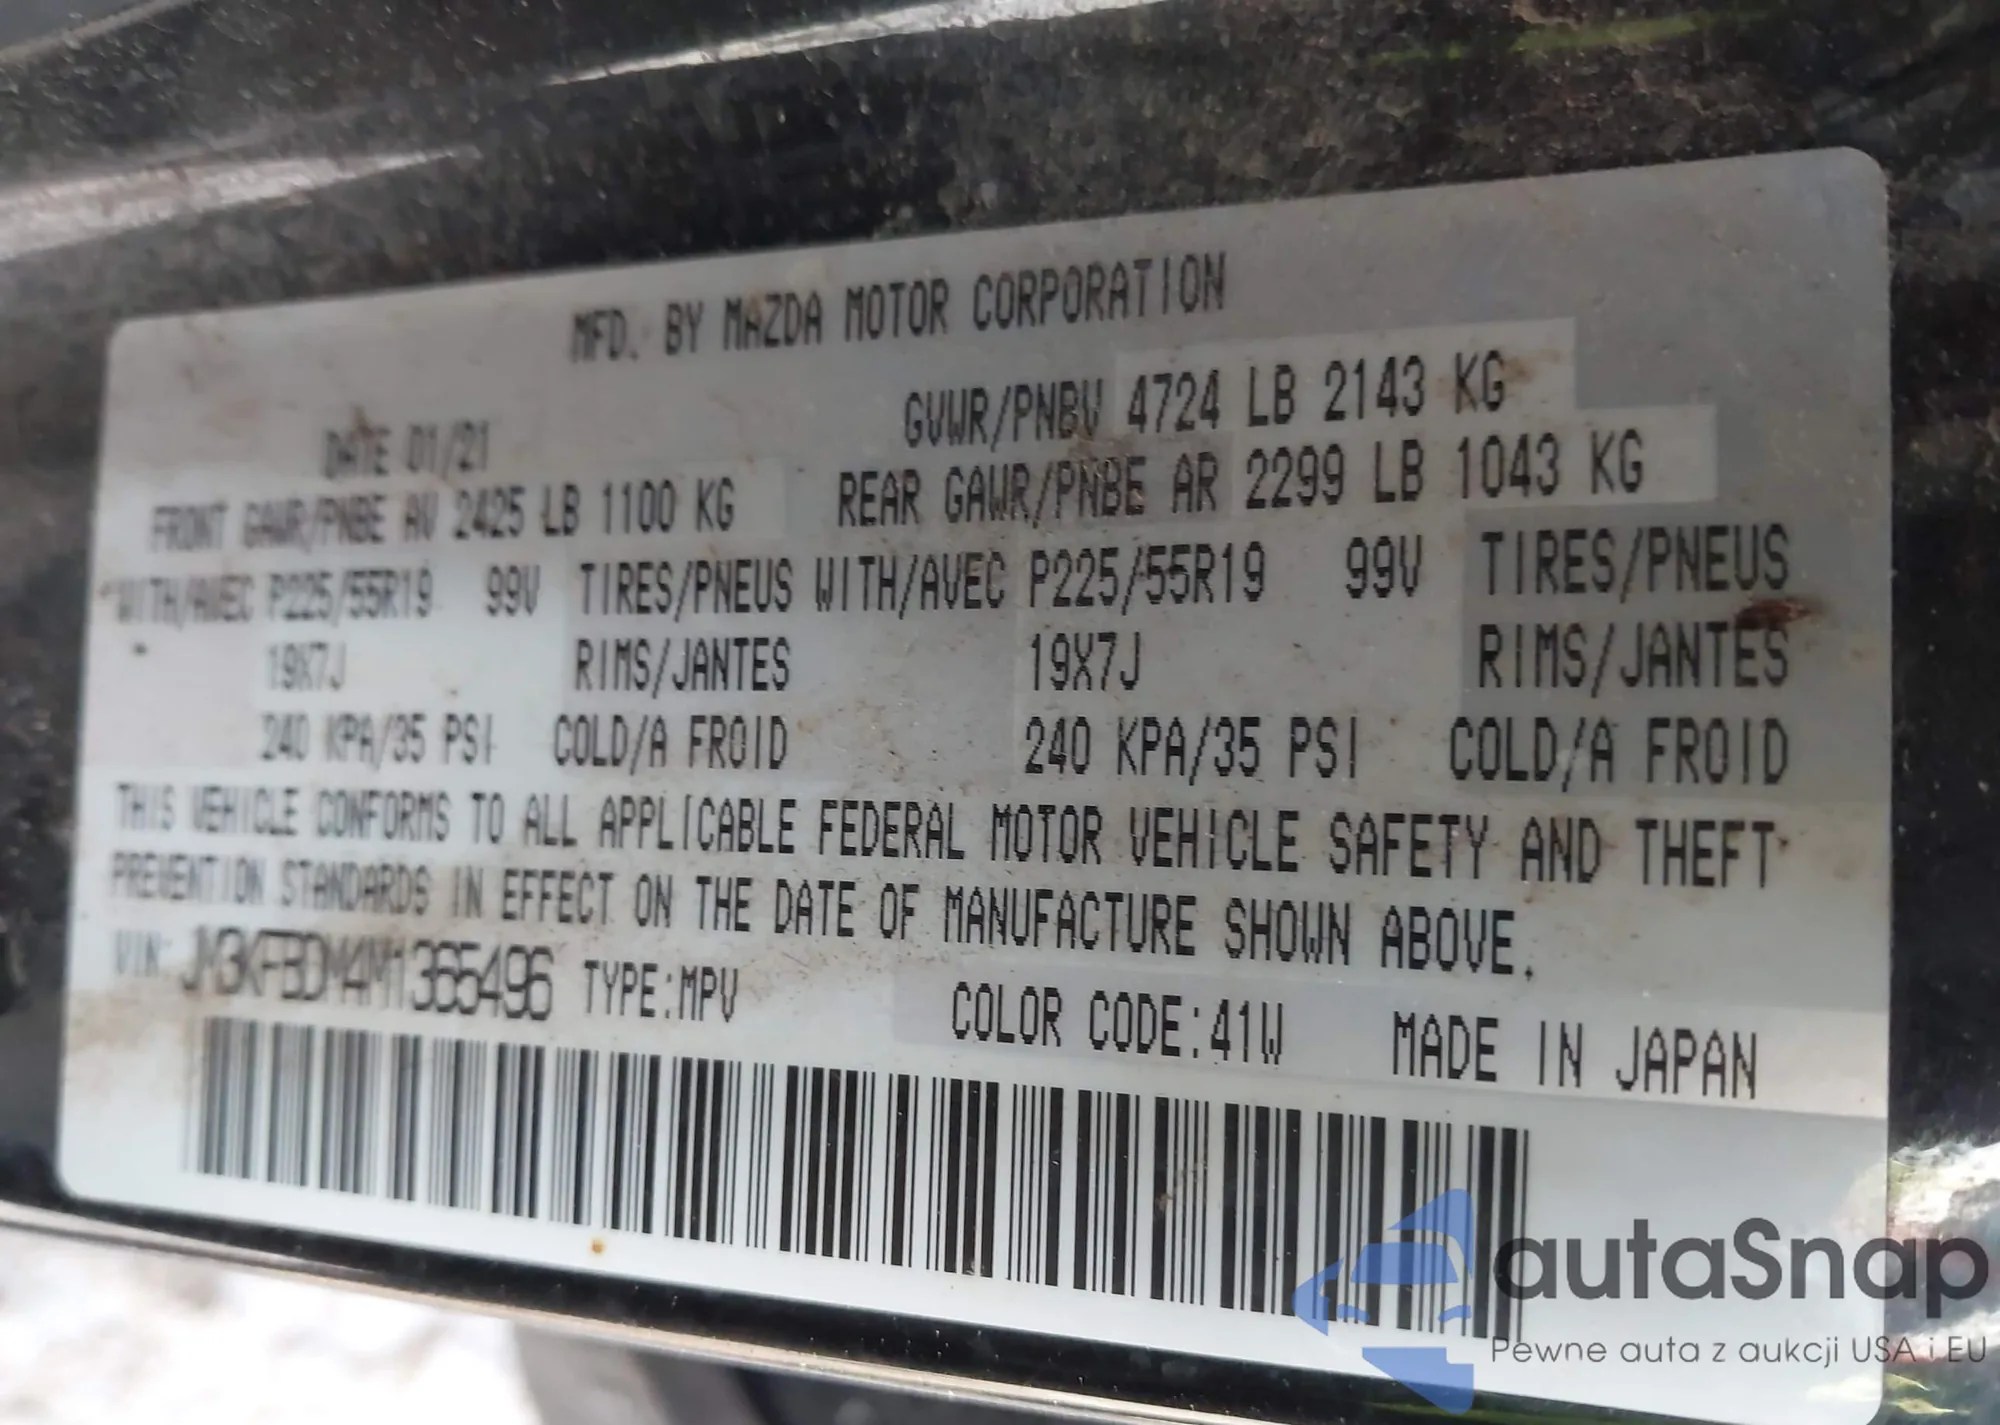 MFD. BY MAZDA MOTOR CORPORATION
DATE 01/21 GVWR/PNBV 4724 LB 2143 KG
FRONT GAWR/PNBE AV 2425 LB 1100 KG REAR GAWR/PNBE AR 2299 LB 1043 KG
WITH/AVEC P225/55R19 99V TIRES/PNEUS WITH/AVEC P225/55R19 99V TIRES/PNEUS
19X7J RIMS/JANTES 19X7J RIMS/JANTES
240 KPA/35 PSI COLD/A FROID 240 KPA/35 PSI COLD/A FROID
THIS VEHICLE CONFORMS TO ALL APPLICABLE FEDERAL MOTOR VEHICLE SAFETY AND THEFT
PREVENTION STANDARDS IN EFFECT ON THE DATE OF MANUFACTURE SHOWN ABOVE.
VIN: JM3KFBDM4M1365496 TYPE:MPV COLOR CODE:41W MADE IN JAPAN
autaSnap
Pewne auta z aukcji USA i EU